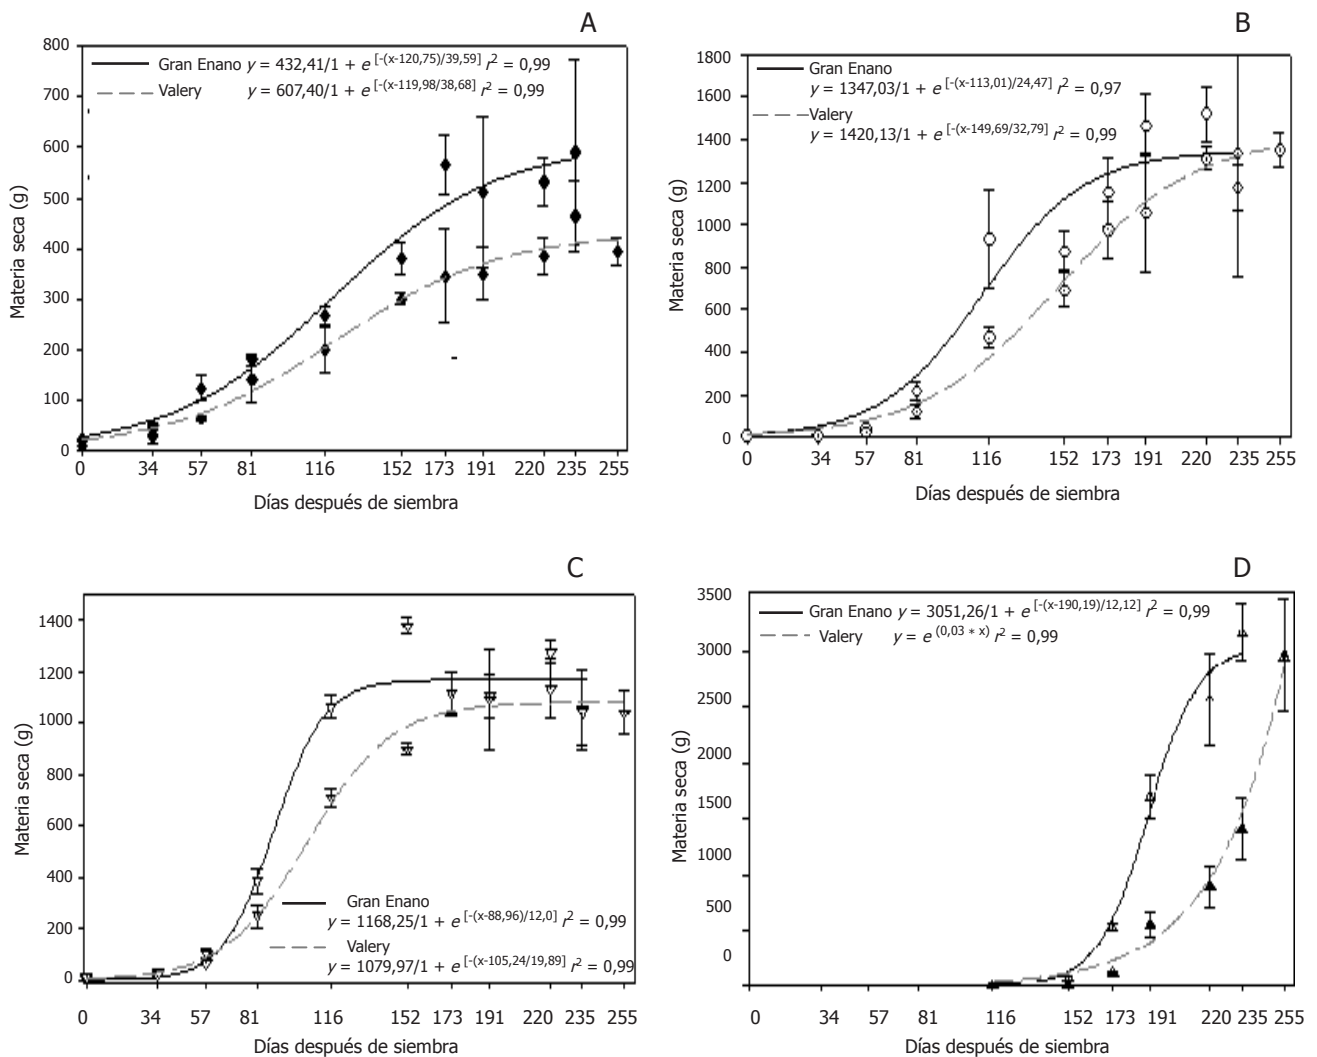 A
800
700
600
500
400
300
200
100
0
Materia seca (g)
Gran Enano y = 432,41/1 + e [-(x-120,75)/39,59] r2 = 0,99
Valery y = 607,40/1 + e [-(x-119,98/38,68] r2 = 0,99
0 34 57 81 116 152 173 191 220 235 255
Días después de siembra
B
1800
1600
1400
1200
1000
800
600
400
200
0
Materia seca (g)
Gran Enano
y = 1347,03/1 + e [-(x-113,01)/24,47] r2 = 0,97
Valery
y = 1420,13/1 + e [-(x-149,69/32,79] r2 = 0,99
0 34 57 81 116 152 173 191 220 235 255
Días después de siembra
C
1400
1200
1000
800
600
400
200
0
Materia seca (g)
Gran Enano
y = 1168,25/1 + e [-(x-88,96)/12,0] r2 = 0,99
Valery
y = 1079,97/1 + e [-(x-105,24/19,89] r2 = 0,99
0 34 57 81 116 152 173 191 220 235 255
Días después de siembra
D
3500
3000
2500
2000
1500
1000
500
0
Materia seca (g)
Gran Enano y = 3051,26/1 + e [-(x-190,19)/12,12] r2 = 0,99
Valery y = e (0,03 * x) r2 = 0,99
0 34 57 81 116 152 173 191 220 235 255
Días después de siembra